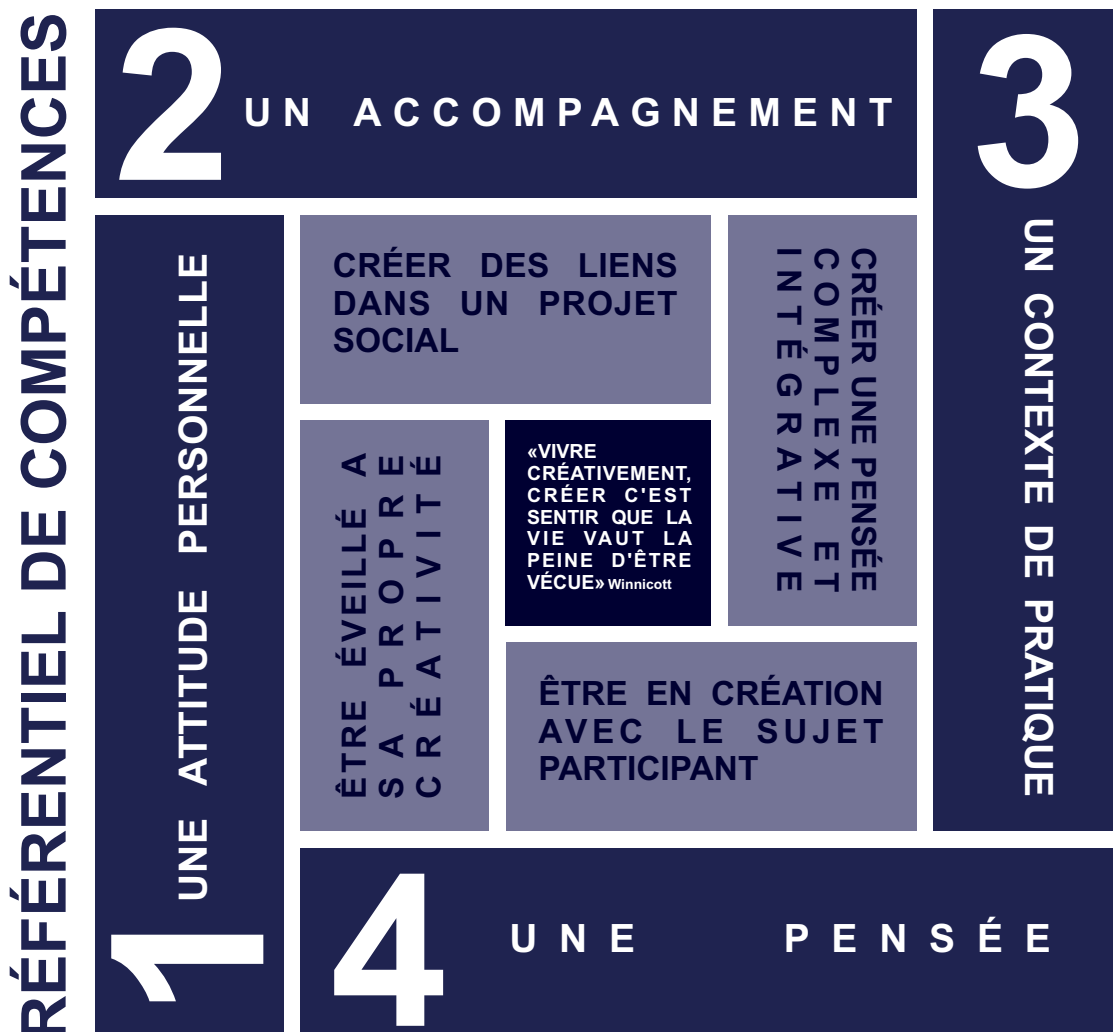 RÉFÉRENTIEL DE COMPÉTENCES
1
UNE ATTITUDE PERSONNELLE
2
UN ACCOMPAGNEMENT
3
UN CONTEXTE DE PRATIQUE
4
UNE PENSÉE
CRÉER DES LIENS
DANS UN PROJET
SOCIAL
CRÉER UNE PENSÉE
COMPLEXE ET
INTÉGRATIVE
ÊTRE ÉVEILLÉ A
SA PROPRE
CRÉATIVITÉ
«VIVRE
CRÉATIVEMENT,
CRÉER C'EST
SENTIR QUE LA
VIE VAUT LA
PEINE D'ÊTRE
VÉCUE» Winnicott
ÊTRE EN CRÉATION
AVEC LE SUJET
PARTICIPANT